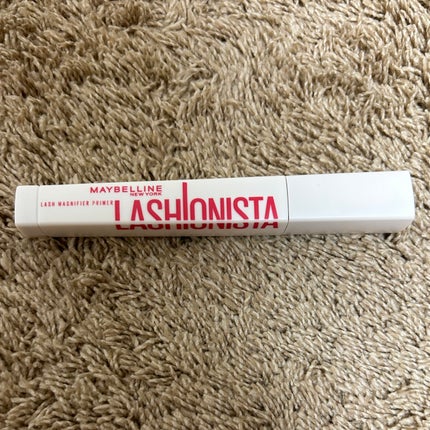 MAYBELLINE
NEW YORK
LASH MAGNIFIER PRIMER
LASHIONISTA